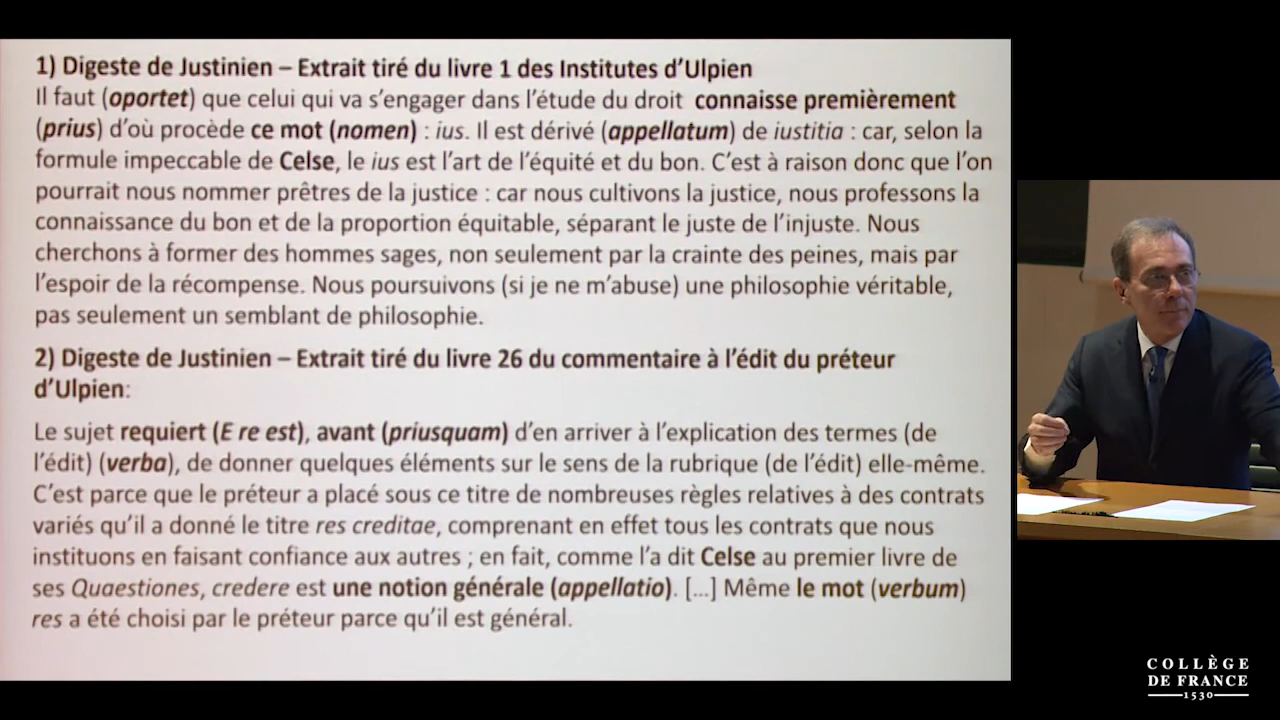 1) Digeste de Justinien – Extrait tiré du livre 1 des Institutes d’Ulpien
Il faut (oportet) que celui qui va s’engager dans l’étude du droit connaisse premièrement
(prius) d’où procède ce mot (nomen) : ius. Il est dérivé (appellatum) de iustitia : car, selon la
formule impeccable de Celse, le ius est l’art de l’équité et du bon. C’est à raison donc que l’on
pourrait nous nommer prêtres de la justice : car nous cultivons la justice, nous professons la
connaissance du bon et de la proportion équitable, séparant le juste de l’injuste. Nous
cherchons à former des hommes sages, non seulement par la crainte des peines, mais par
l’espoir de la récompense. Nous poursuivons (si je ne m’abuse) une philosophie véritable,
pas seulement un semblant de philosophie.
2) Digeste de Justinien – Extrait tiré du livre 26 du commentaire à l’édit du préteur
d’Ulpien:
Le sujet requiert (E re est), avant (priusquam) d’en arriver à l’explication des termes (de
l’édit) (verba), de donner quelques éléments sur le sens de la rubrique (de l’édit) elle-même.
C’est parce que le préteur a placé sous ce titre de nombreuses règles relatives à des contrats
variés qu’il a donné le titre res creditae, comprenant en effet tous les contrats que nous
instituons en faisant confiance aux autres ; en fait, comme l’a dit Celse au premier livre de
ses Quaestiones, credere est une notion générale (appellatio). [...] Même le mot (verbum)
res a été choisi par le préteur parce qu’il est général.
COLLÈGE
DE FRANCE
1530